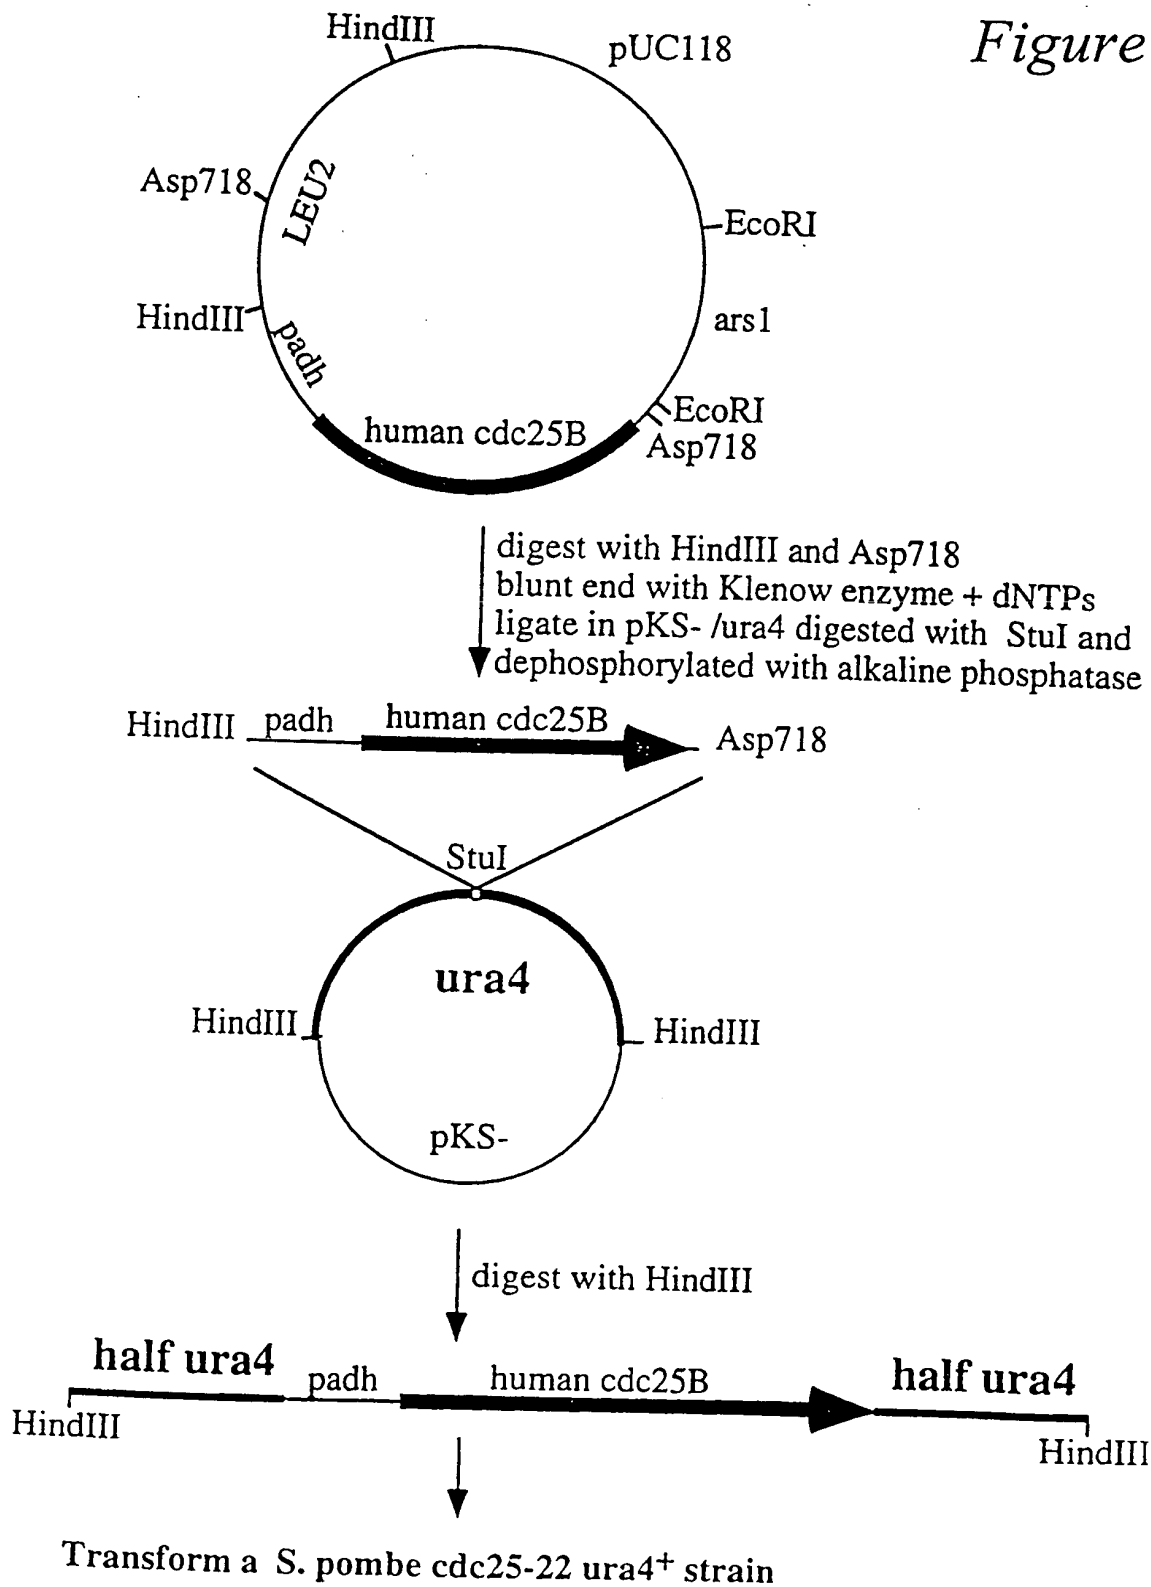 Figure
HindIII
pUC118
Asp718
LEU2
EcoRI
HindIII
padh
ars1
EcoRI
human cdc25B
Asp718
digest with HindIII and Asp718
blunt end with Klenow enzyme + dNTPs
ligate in pKS- /ura4 digested with StuI and
dephosphorylated with alkaline phosphatase
HindIII padh human cdc25B Asp718
StuI
ura4
HindIII HindIII
pKS-
digest with HindIII
half ura4 padh human cdc25B half ura4
HindIII HindIII
Transform a S. pombe cdc25-22 ura4+ strain